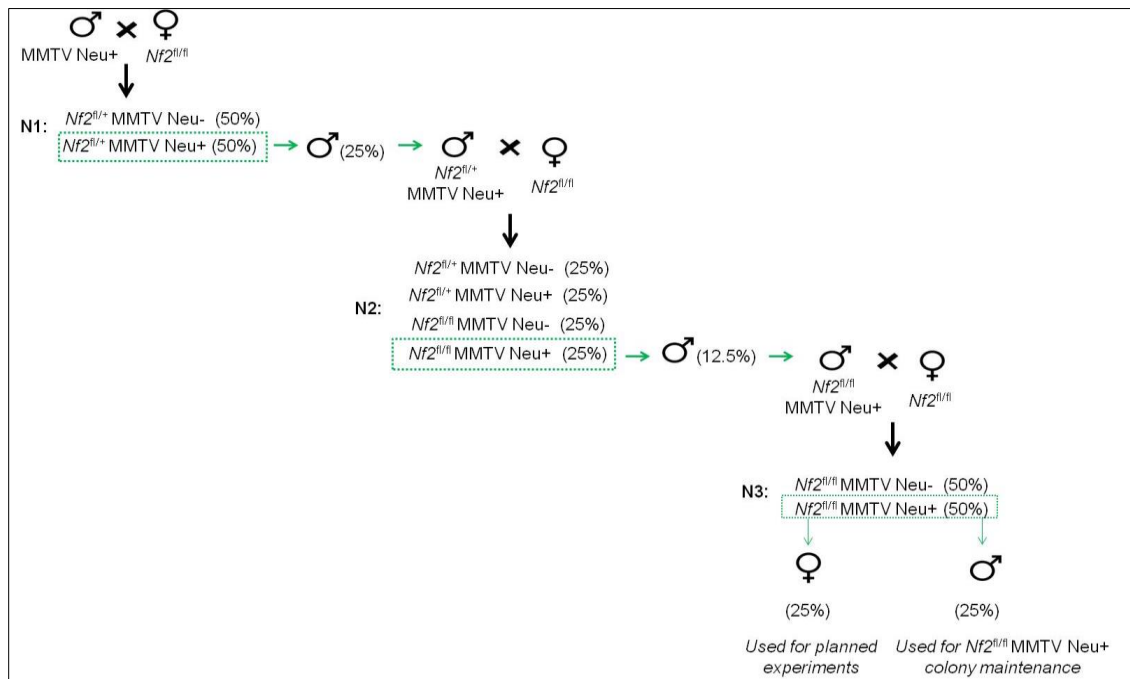 MMTV Neu+ Nf2fl/fl
N1:
Nf2fl/+ MMTV Neu- (50%)
Nf2fl/+ MMTV Neu+ (50%)
(25%)
Nf2fl/+
MMTV Neu+
Nf2fl/fl
N2:
Nf2fl/+ MMTV Neu- (25%)
Nf2fl/+ MMTV Neu+ (25%)
Nf2fl/fl MMTV Neu- (25%)
Nf2fl/fl MMTV Neu+ (25%)
(12.5%)
Nf2fl/fl
MMTV Neu+
Nf2fl/fl
N3:
Nf2fl/fl MMTV Neu- (50%)
Nf2fl/fl MMTV Neu+ (50%)
(25%)
Used for planned
experiments
(25%)
Used for Nf2fl/fl MMTV Neu+
colony maintenance